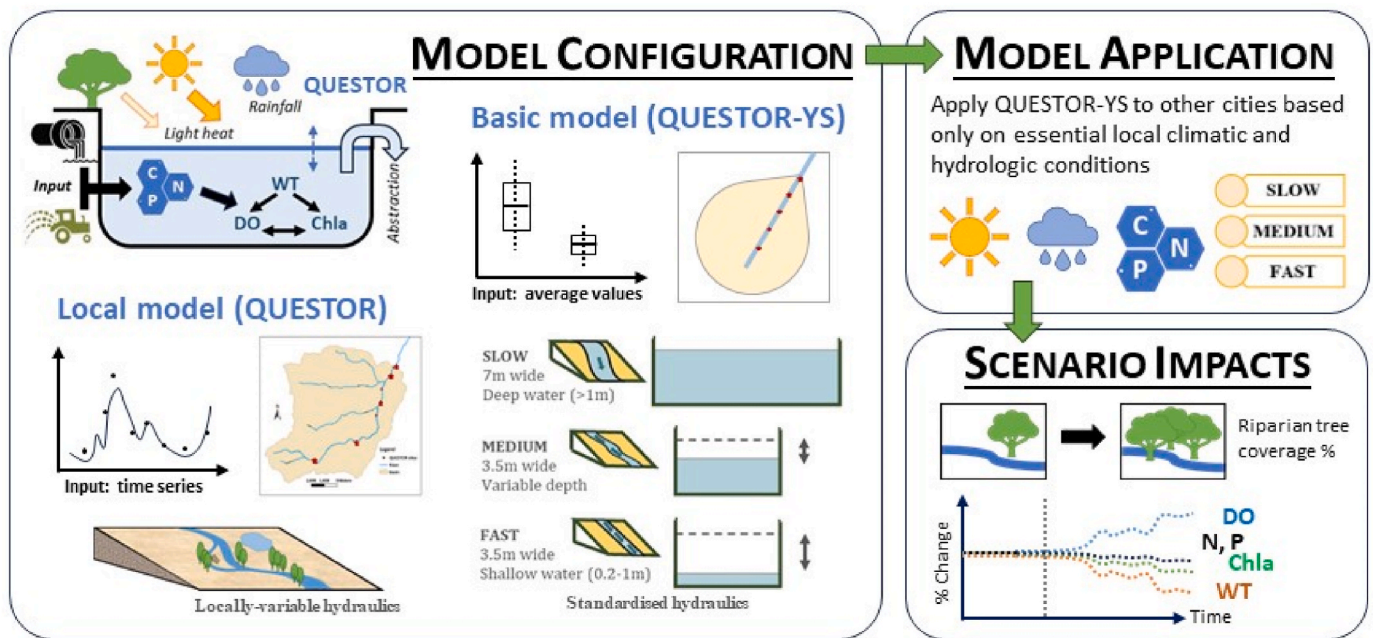 MODEL CONFIGURATION
QUESTOR
Rainfall
Light heat
Input
C
N
P
WT
DO
Chla
Abstraction
Local model (QUESTOR)
Input: time series
Locally-variable hydraulics
Basic model (QUESTOR-YS)
Input: average values
SLOW
7m wide
Deep water (>1m)
MEDIUM
3.5m wide
Variable depth
FAST
3.5m wide
Shallow water (0.2-1m)
Standardised hydraulics
MODEL APPLICATION
Apply QUESTOR-YS to other cities based
only on essential local climatic and
hydrologic conditions
C
N
P
SLOW
MEDIUM
FAST
SCENARIO IMPACTS
Riparian tree
coverage %
% Change
DO
N, P
Chla
WT
Time